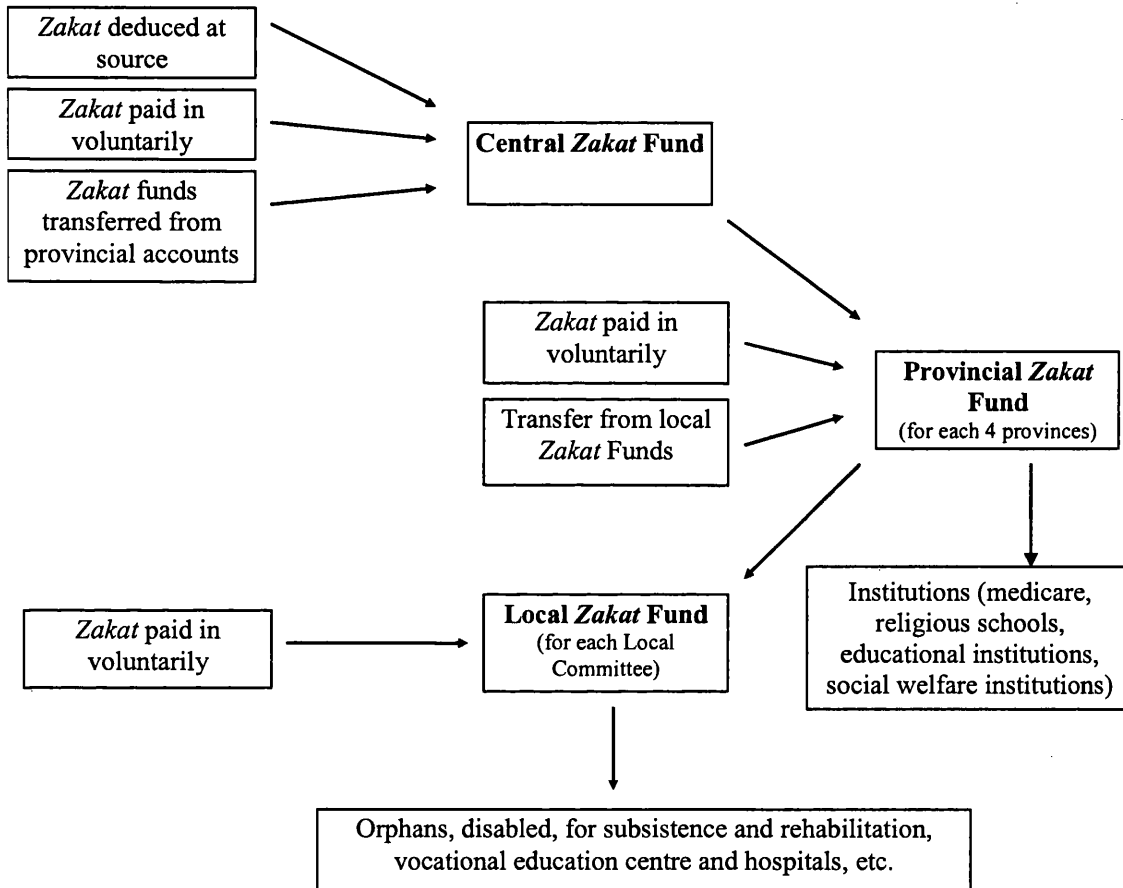 Zakat deduced at
source
Zakat paid in
voluntarily
Zakat funds
transferred from
provincial accounts
Central Zakat Fund
Zakat paid in
voluntarily
Transfer from local
Zakat Funds
Provincial Zakat
Fund
(for each 4 provinces)
Zakat paid in
voluntarily
Local Zakat Fund
(for each Local
Committee)
Institutions (medicare,
religious schools,
educational institutions,
social welfare institutions)
Orphans, disabled, for subsistence and rehabilitation,
vocational education centre and hospitals, etc.